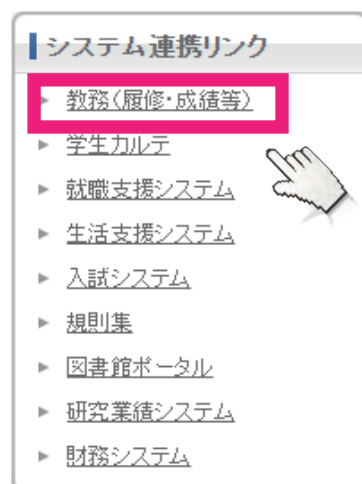 システム連携リンク
教務(履修・成績等)
学生カルテ
就職支援システム
生活支援システム
入試システム
規則集
図書館ポータル
研究業績システム
財務システム